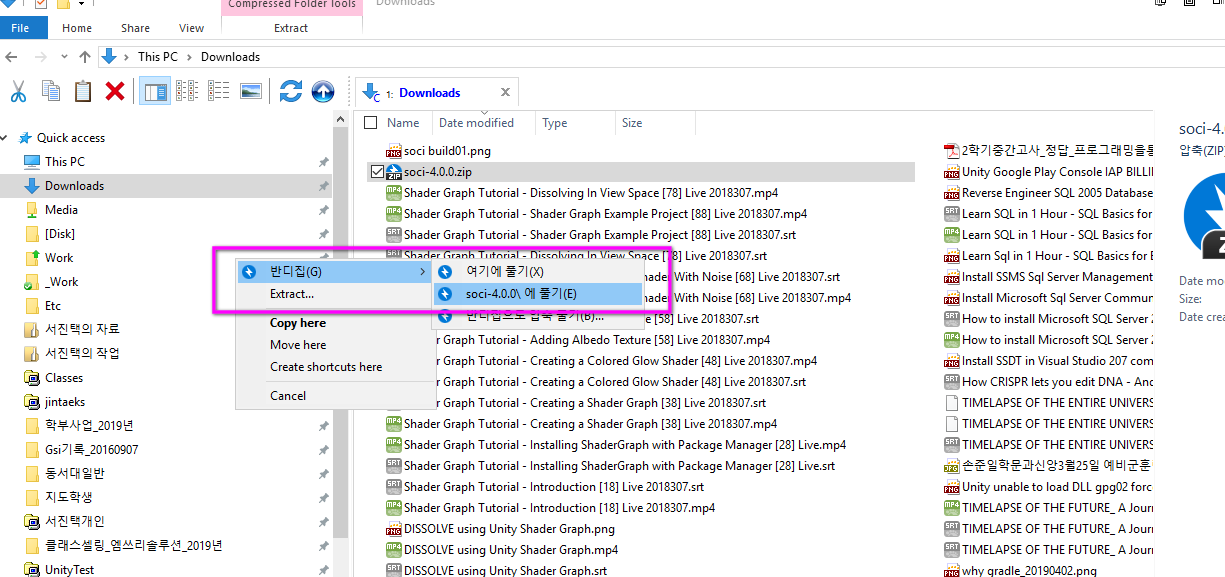 Compressed Folder Tools
Downloads
File
Home
Share
View
Extract
This PC
Downloads
1: Downloads
Name
Date modified
Type
Size
Quick access
This PC
Downloads
Media
[Disk]
Work
_Work
Etc
서진택의 자료
서진택의 작업
Classes
jintaeks
학부사업_2019년
Gsi기록_20160907
동서대일반
지도학생
서진택개인
클래스셀링_엠쓰리솔루션_2019년
UnityTest
soci build01.png
soci-4.0.0.zip
Shader Graph Tutorial - Dissolving In View Space [78] Live 2018307.mp4
Shader Graph Tutorial - Shader Graph Example Project [88] Live 2018307.mp4
Shader Graph Tutorial - Shader Graph Example Project [88] Live 2018307.srt
Shader Graph Tutorial - Dissolving In View Space [78] Live 2018307.srt
With Noise [68] Live 2018307.srt
With Noise [68] Live 2018307.mp4
[58] Live 2018307.srt
Shader Graph Tutorial - Adding Albedo Texture [58] Live 2018307.mp4
Shader Graph Tutorial - Creating a Colored Glow Shader [48] Live 2018307.mp4
Shader Graph Tutorial - Creating a Colored Glow Shader [48] Live 2018307.srt
Shader Graph Tutorial - Creating a Shader Graph [38] Live 2018307.srt
Shader Graph Tutorial - Creating a Shader Graph [38] Live 2018307.mp4
Shader Graph Tutorial - Installing ShaderGraph with Package Manager [28] Live.mp4
Shader Graph Tutorial - Installing ShaderGraph with Package Manager [28] Live.srt
Shader Graph Tutorial - Introduction [18] Live 2018307.srt
Shader Graph Tutorial - Introduction [18] Live 2018307.mp4
DISSOLVE using Unity Shader Graph.png
DISSOLVE using Unity Shader Graph.mp4
DISSOLVE using Unity Shader Graph.srt
반디집(G)
Extract...
Copy here
Move here
Create shortcuts here
Cancel
여기에 풀기(X)
soci-4.0.0\ 에 풀기(E)
반디집으로 압축 풀기(B)...
2학기중간고사_정답_프로그래밍을
Unity Google Play Console IAP BILLI
Reverse Engineer SQL 2005 Database
Learn SQL in 1 Hour - SQL Basics for
Learn SQL in 1 Hour - SQL Basics for
Learn SQL in 1 Hour - SQL Basics for B
Install SSMS Sql Server Management
Install Microsoft Sql Server Commun
How to install Microsoft SQL Server 2
How to install Microsoft SQL Server 2
Install SSDT in Visual Studio 207 com
How CRISPR lets you edit DNA - And
TIMELAPSE OF THE ENTIRE UNIVERS
TIMELAPSE OF THE ENTIRE UNIVERS
TIMELAPSE OF THE ENTIRE UNIVERS
손준일학문과신앙3월25일 예비군훈
Unity unable to load DLL gpg02 forc
TIMELAPSE OF THE FUTURE_ A Journ
TIMELAPSE OF THE FUTURE_ A Journ
TIMELAPSE OF THE FUTURE_ A Journ
why gradle_20190402.png
soci-4.0
압축(ZIP)
Date mod
Size:
Date crea